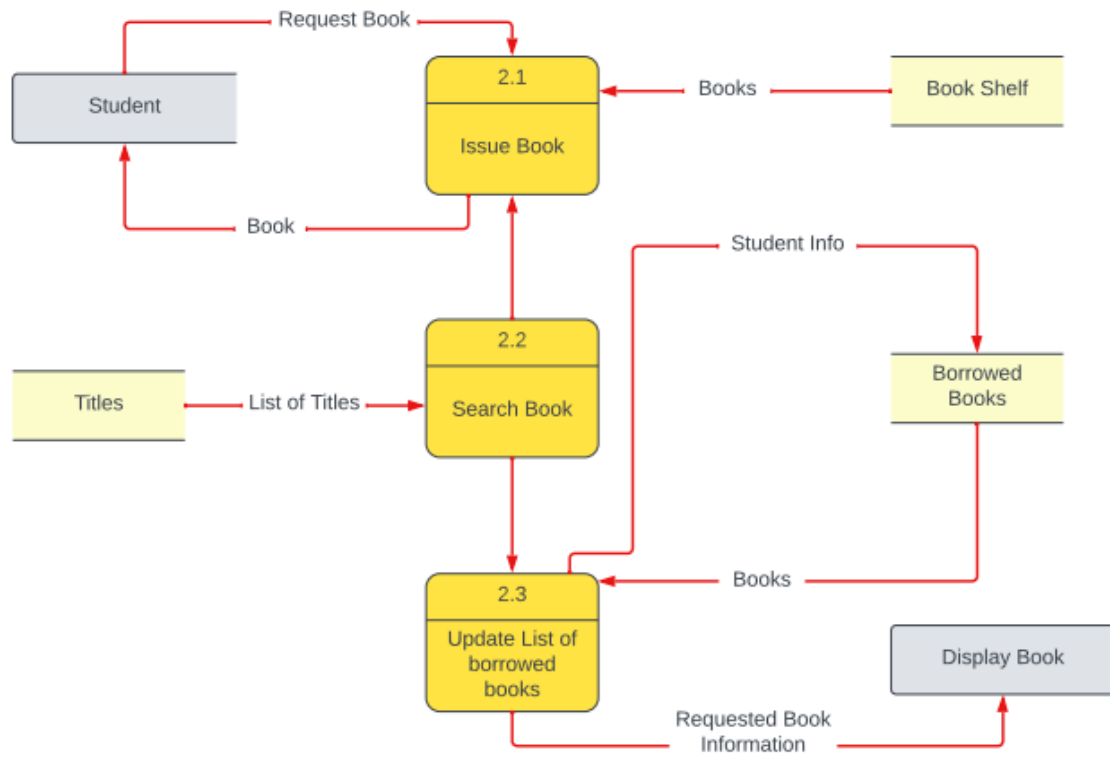 Request Book
2.1
Student
Books
Book Shelf
Issue Book
Book
Student Info
2.2
Titles
List of Titles
Search Book
Borrowed
Books
2.3
Books
Update List of
borrowed
books
Display Book
Requested Book
Information